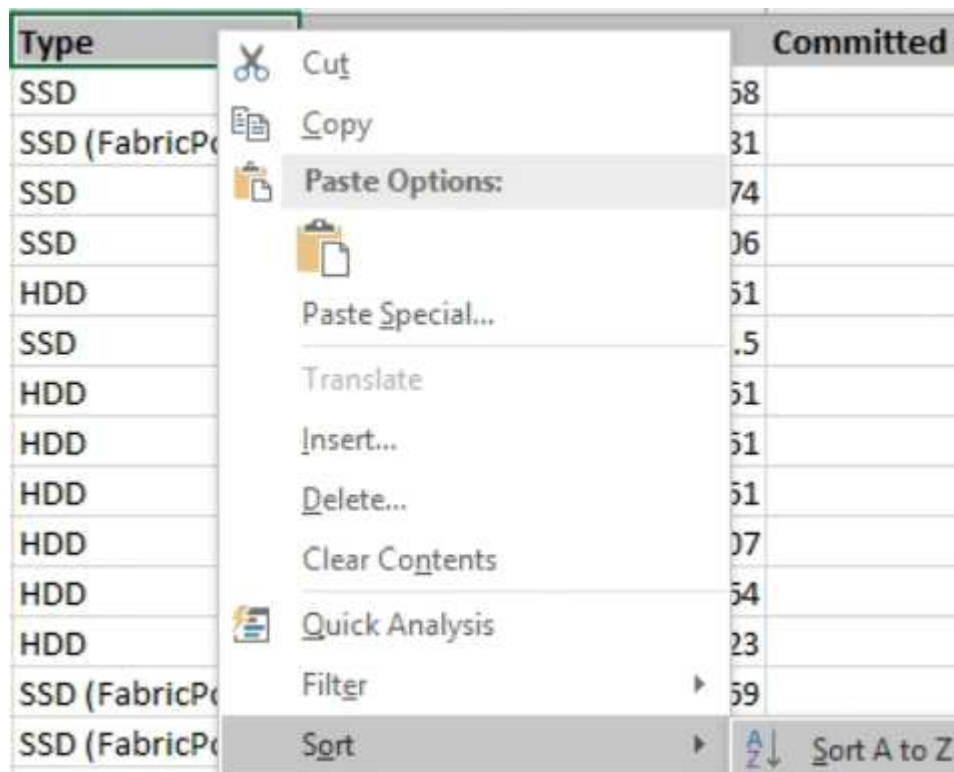 Type
Committed
SSD
SSD (FabricPo
SSD
SSD
HDD
SSD
HDD
HDD
HDD
HDD
HDD
HDD
SSD (FabricPo
SSD (FabricPo
Cut
Copy
Paste Options:
Paste Special...
Translate
Insert...
Delete...
Clear Contents
Quick Analysis
Filter
Sort
Sort A to Z
58
31
74
06
51
.5
51
51
51
07
54
23
59